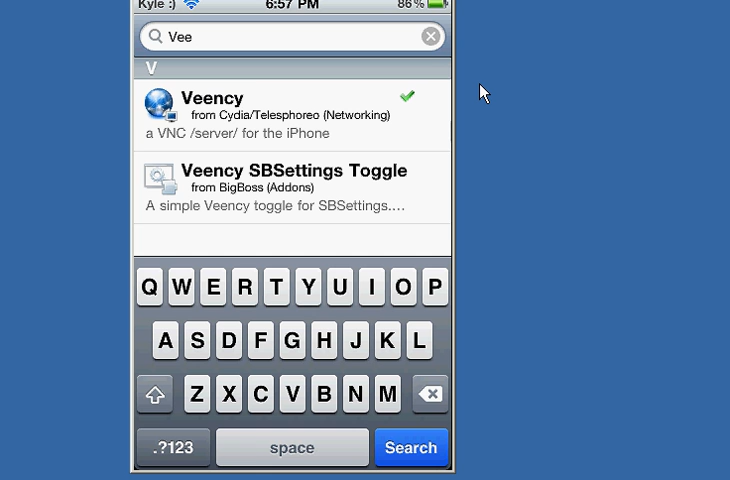 Kyle :) 6:57 PM 86%
Vee
V
Veency
from Cydia/Telesphoreo (Networking)
a VNC /server/ for the iPhone
Veency SBSettings Toggle
from BigBoss (Addons)
A simple Veency toggle for SBSettings....
Q W E R T Y U I O P
A S D F G H J K L
Z X C V B N M
.?123 space Search